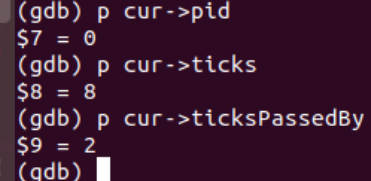 (gdb) p cur->pid
$7 = 0
(gdb) p cur->ticks
$8 = 8
(gdb) p cur->ticksPassedBy
$9 = 2
(gdb)